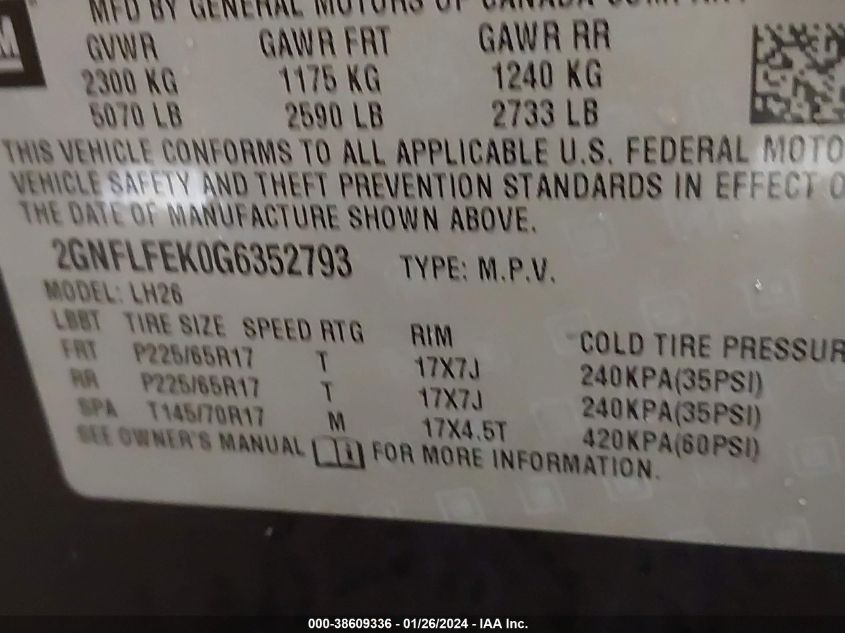 MFD BY GENERAL MOTORS OF CANADA COMPANY
GVWR GAWR FRT GAWR RR
2300 KG 1175 KG 1240 KG
5070 LB 2590 LB 2733 LB
THIS VEHICLE CONFORMS TO ALL APPLICABLE U.S. FEDERAL MOTO
VEHICLE SAFETY AND THEFT PREVENTION STANDARDS IN EFFECT O
THE DATE OF MANUFACTURE SHOWN ABOVE.
2GNFLFEK0G6352793 TYPE: M.P.V.
MODEL: LH26
LBBT TIRE SIZE SPEED RTG RIM COLD TIRE PRESSUR
FRT P225/65R17 T 17X7J 240KPA(35PSI)
RR P225/65R17 T 17X7J 240KPA(35PSI)
SPA T145/70R17 M 17X4.5T 420KPA(60PSI)
SEE OWNER'S MANUAL FOR MORE INFORMATION.
000-38609336 - 01/26/2024 - IAA Inc.